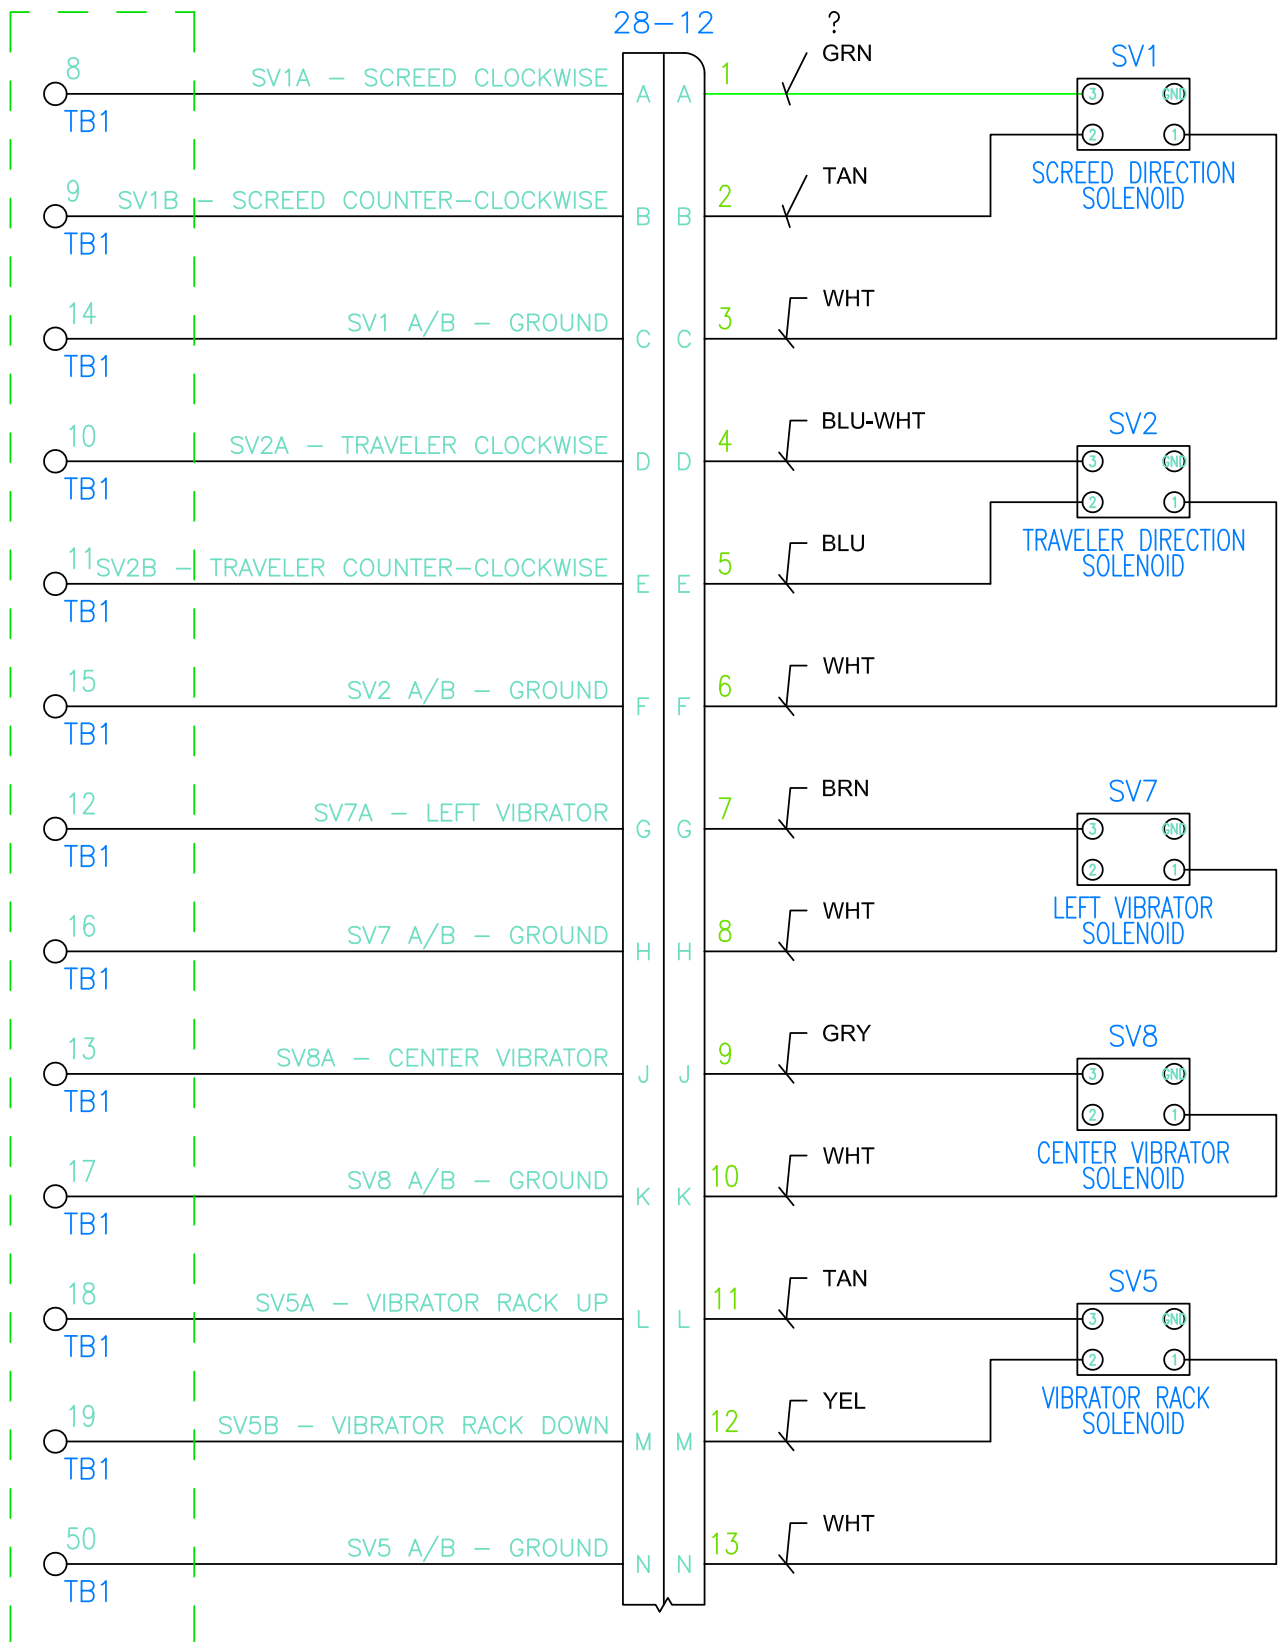 28-12
?
GRN
8
SV1A - SCREED CLOCKWISE
A
A
1
SV1
TB1
3
GND
2
1
SCREED DIRECTION
SOLENOID
9
SV1B - SCREED COUNTER-CLOCKWISE
B
B
2
TAN
TB1
14
SV1 A/B - GROUND
C
C
3
WHT
TB1
10
SV2A - TRAVELER CLOCKWISE
D
D
4
BLU-WHT
SV2
TB1
3
GND
2
1
TRAVELER DIRECTION
SOLENOID
11
SV2B - TRAVELER COUNTER-CLOCKWISE
E
E
5
BLU
TB1
15
SV2 A/B - GROUND
F
F
6
WHT
TB1
12
SV7A - LEFT VIBRATOR
G
G
7
BRN
SV7
TB1
3
GND
2
1
LEFT VIBRATOR
SOLENOID
16
SV7 A/B - GROUND
H
H
8
WHT
TB1
13
SV8A - CENTER VIBRATOR
J
J
9
GRY
SV8
TB1
3
GND
2
1
CENTER VIBRATOR
SOLENOID
17
SV8 A/B - GROUND
K
K
10
WHT
TB1
18
SV5A - VIBRATOR RACK UP
L
L
11
TAN
SV5
TB1
3
GND
2
1
VIBRATOR RACK
SOLENOID
19
SV5B - VIBRATOR RACK DOWN
M
M
12
YEL
TB1
50
SV5 A/B - GROUND
N
N
13
WHT
TB1